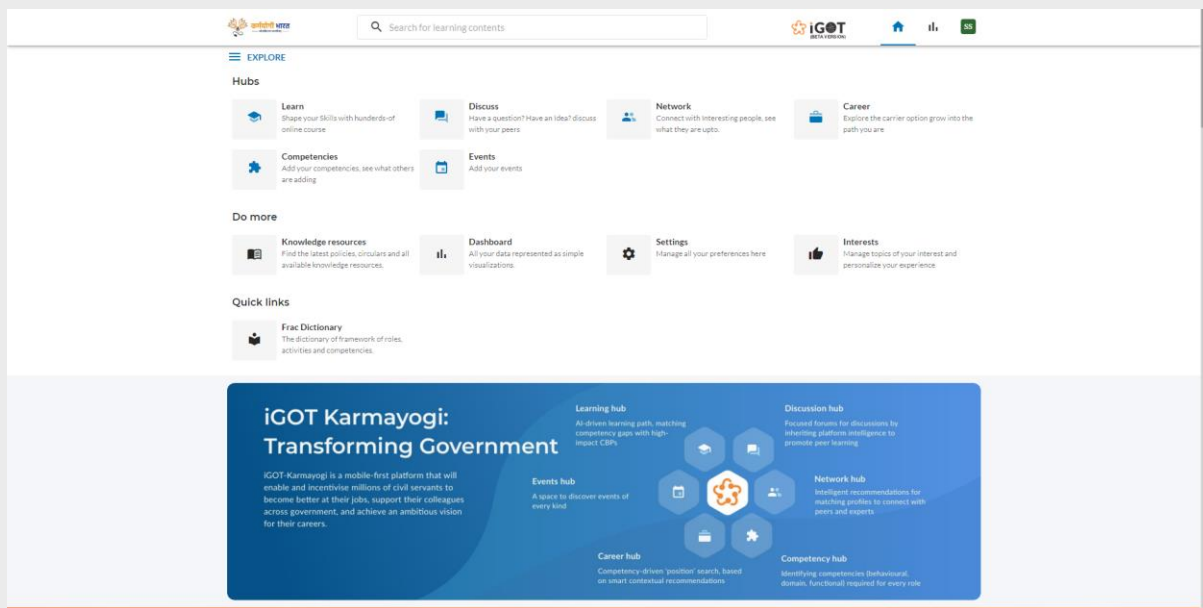 कर्मयोगी भारत
Search for learning contents
iGOT
(BETA VERSION)
SS
EXPLORE
Hubs
Learn
Shape your Skills with hunderds of
online course
Discuss
Have a question? Have an Idea? discuss
with your peers
Network
Connect with Interesting people, see
what they are upto.
Career
Explore the carrier option grow into the
path you are
Competencies
Add your competencies, see what others
are adding
Events
Add your events
Do more
Knowledge resources
Find the latest policies, circulars and all
available knowledge resources.
Dashboard
All your data represented as simple
visualizations
Settings
Manage all your preferences here
Interests
Manage topics of your interest and
personalize your experience
Quick links
Frac Dictionary
The dictionary of framework of roles,
activities and competencies.
iGOT Karmayogi:
Transforming Government
iGOT-Karmayogi is a mobile-first platform that will
enable and incentivise millions of civil servants to
become better at their jobs, support their colleagues
across government, and achieve an ambitious vision
for their careers.
Learning hub
AI-driven learning path, matching
competency gaps with high-
impact CBPs
Discussion hub
Focused forums for discussions by
inheriting platform intelligence to
promote peer learning
Events hub
A space to discover events of
every kind
Network hub
Intelligent recommendations for
matching profiles to connect with
peers and experts
Career hub
Competency-driven 'position' search, based
on smart contextual recommendations
Competency hub
Identifying competencies (behavioural,
domain, functional) required for every role